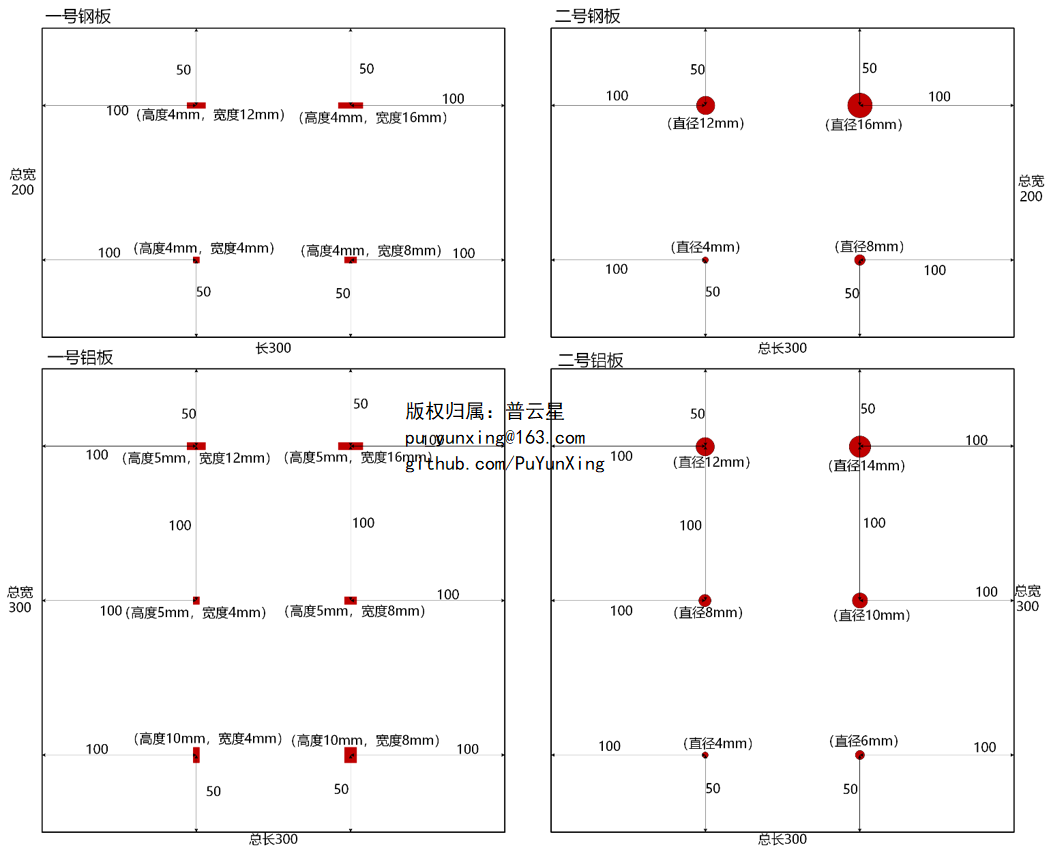 一号钢板
二号钢板
50
50
50
50
100
100
100
100
(高度4mm，宽度12mm)
(高度4mm，宽度16mm)
(直径12mm)
(直径16mm)
总宽
200
总宽
200
100
(高度4mm，宽度4mm)
(高度4mm，宽度8mm)
100
(直径4mm)
(直径8mm)
100
100
50
50
50
50
长300
总长300
一号铝板
二号铝板
50
50
50
50
版权归属：普云星
puyunxing@163.com
github.com/PuYunXing
100
(高度5mm，宽度12mm)
(高度5mm，宽度16mm)
100
100
(直径12mm)
(直径14mm)
100
100
100
100
100
总宽
300
100
(高度5mm，宽度4mm)
(高度5mm，宽度8mm)
100
100
(直径8mm)
(直径10mm)
100
总宽
300
100
(高度10mm，宽度4mm)
(高度10mm，宽度8mm)
100
100
(直径4mm)
(直径6mm)
100
50
50
50
50
总长300
总长300